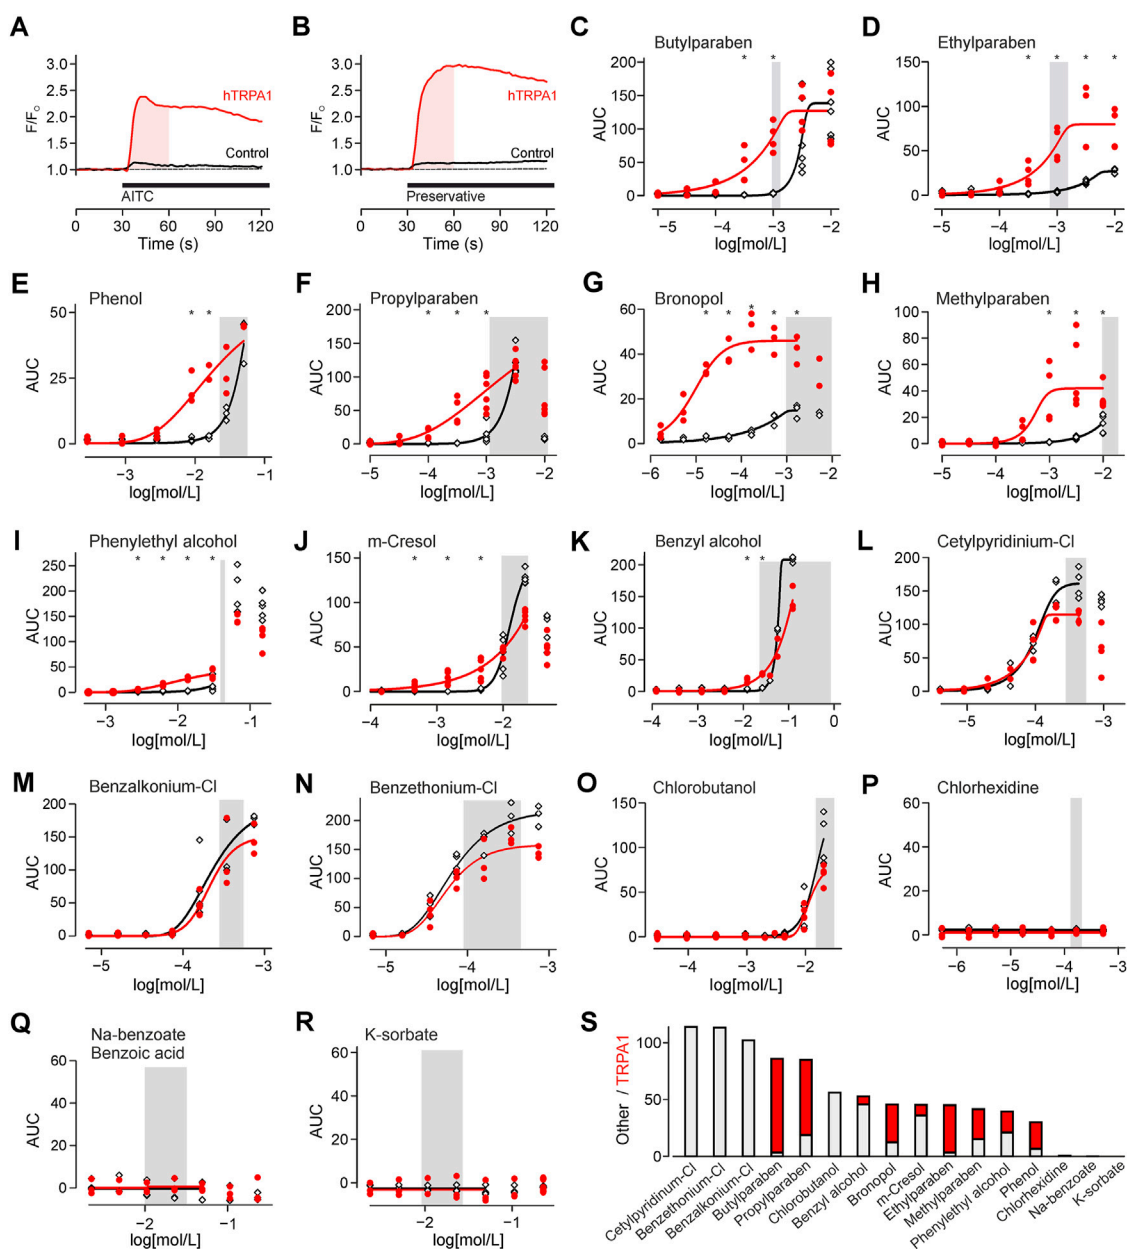 A
3.0
2.5
2.0
1.5
1.0
F/F₀
hTRPA1
Control
AITC
0 30 60 90 120
Time (s)
B
3.0
2.5
2.0
1.5
1.0
F/F₀
hTRPA1
Control
Preservative
0 30 60 90 120
Time (s)
C
Butylparaben
* *
200
150
100
50
0
AUC
−5 −4 −3 −2
log[mol/L]
D
Ethylparaben
* * * *
150
100
50
0
AUC
−5 −4 −3 −2
log[mol/L]
E
Phenol
* *
50
25
0
AUC
−3 −2 −1
log[mol/L]
F
Propylparaben
* * *
200
150
100
50
0
AUC
−5 −4 −3 −2
log[mol/L]
G
Bronopol
* * * * *
60
40
20
0
AUC
−6 −5 −4 −3 −2
log[mol/L]
H
Methylparaben
* * *
100
80
60
40
20
0
AUC
−5 −4 −3 −2
log[mol/L]
I
Phenylethyl alcohol
* * * *
250
200
150
100
50
0
AUC
−3 −2 -1
log[mol/L]
J
m-Cresol
* * *
150
100
50
0
AUC
−4 −3 −2
log[mol/L]
K
Benzyl alcohol
* *
200
150
100
50
0
AUC
−4 −3 −2 −1 0
log[mol/L]
L
Cetylpyridinium-Cl
200
150
100
50
0
AUC
−5 −4 −3
log[mol/L]
M
Benzalkonium-Cl
200
150
100
50
0
AUC
−5 −4 −3
log[mol/L]
N
Benzethonium-Cl
200
150
100
50
0
AUC
−5 −4 −3
log[mol/L]
O
Chlorobutanol
150
100
50
0
AUC
−4 −3 −2
log[mol/L]
P
Chlorhexidine
60
40
20
0
AUC
−6 −5 −4 −3
log[mol/L]
Q
Na-benzoate
Benzoic acid
60
40
20
0
AUC
−2 −1
log[mol/L]
R
K-sorbate
60
40
20
0
AUC
−2 −1
log[mol/L]
S
Other / TRPA1
100
50
0
Cetylpyridinum-Cl
Benzethonium-Cl
Benzalkonium-Cl
Butylparaben
Propylparaben
Chlorobutanol
Benzyl alcohol
Bronopol
m-Cresol
Ethylparaben
Methylparaben
Phenylethyl alcohol
Phenol
Chlorhexidine
Na-benzoate
K-sorbate